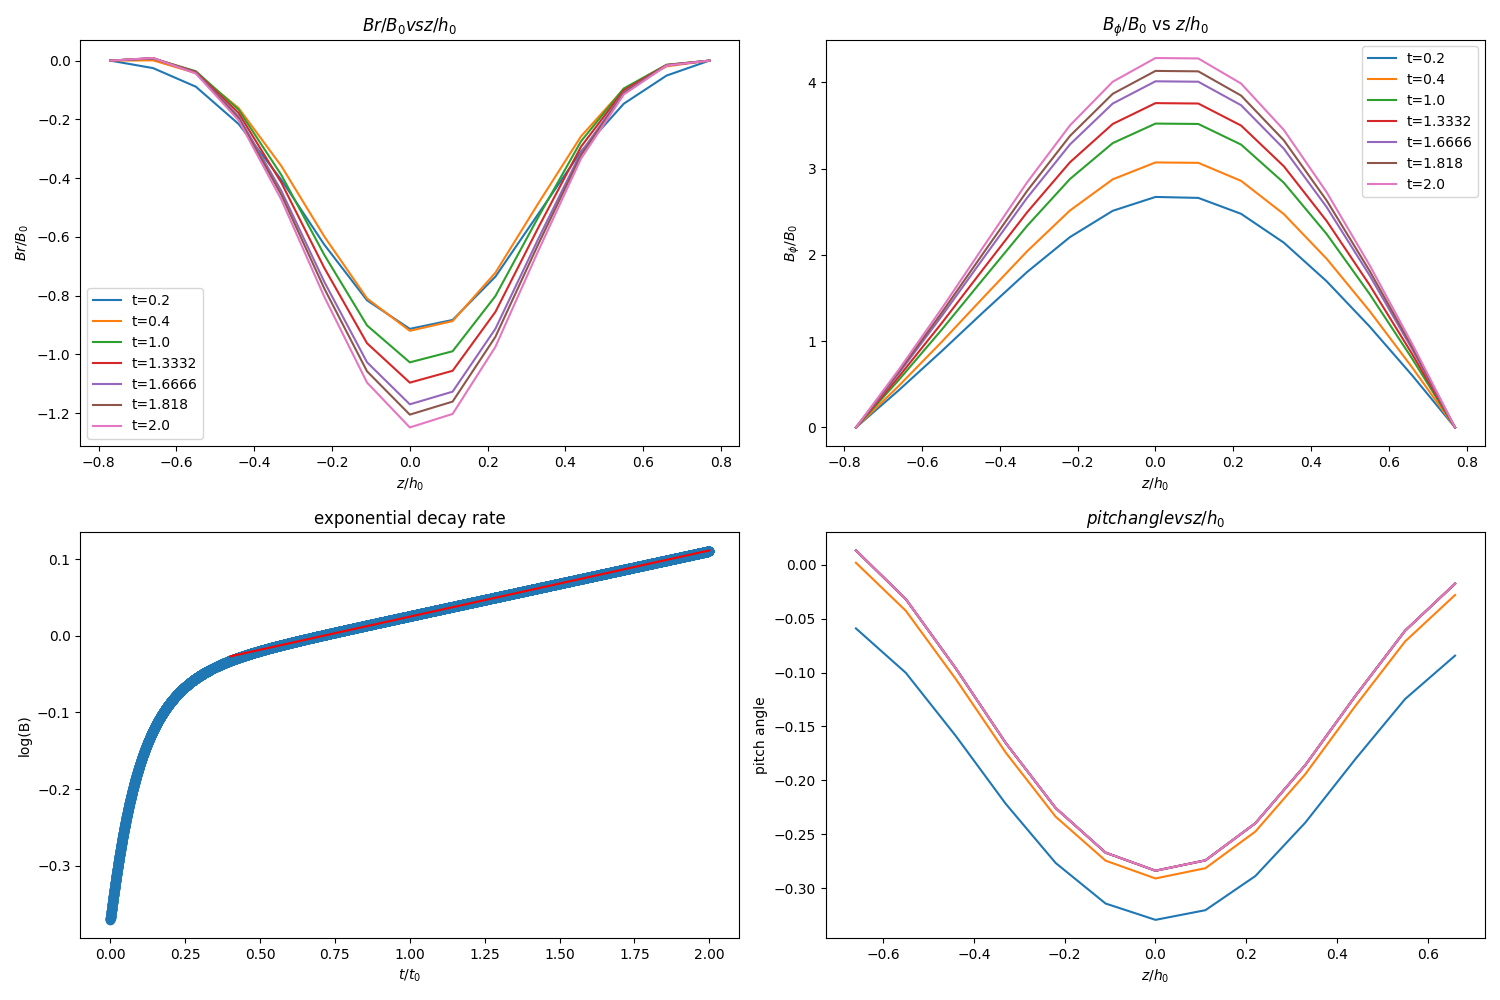 Br/B₀vsz/h₀
Br/B₀
0.0
−0.2
−0.4
−0.6
−0.8
−1.0
−1.2
t=0.2
t=0.4
t=1.0
t=1.3332
t=1.6666
t=1.818
t=2.0
−0.8 −0.6 −0.4 −0.2 0.0 0.2 0.4 0.6 0.8
z/h₀
B_ϕ/B₀ vs z/h₀
B_ϕ/B₀
4
3
2
1
0
t=0.2
t=0.4
t=1.0
t=1.3332
t=1.6666
t=1.818
t=2.0
−0.8 −0.6 −0.4 −0.2 0.0 0.2 0.4 0.6 0.8
z/h₀
exponential decay rate
log(B)
0.1
0.0
−0.1
−0.2
−0.3
0.00 0.25 0.50 0.75 1.00 1.25 1.50 1.75 2.00
t/t₀
pitchanglevsz/h₀
pitch angle
0.00
−0.05
−0.10
−0.15
−0.20
−0.25
−0.30
−0.6 −0.4 −0.2 0.0 0.2 0.4 0.6
z/h₀